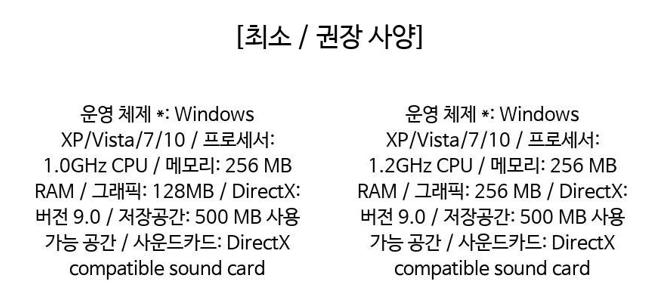 [최소 / 권장 사양]
운영 체제 *: Windows
XP/Vista/7/10 / 프로세서:
1.0GHz CPU / 메모리: 256 MB
RAM / 그래픽: 128MB / DirectX:
버전 9.0 / 저장공간: 500 MB 사용
가능 공간 / 사운드카드: DirectX
compatible sound card
운영 체제 *: Windows
XP/Vista/7/10 / 프로세서:
1.2GHz CPU / 메모리: 256 MB
RAM / 그래픽: 256 MB / DirectX:
버전 9.0 / 저장공간: 500 MB 사용
가능 공간 / 사운드카드: DirectX
compatible sound card